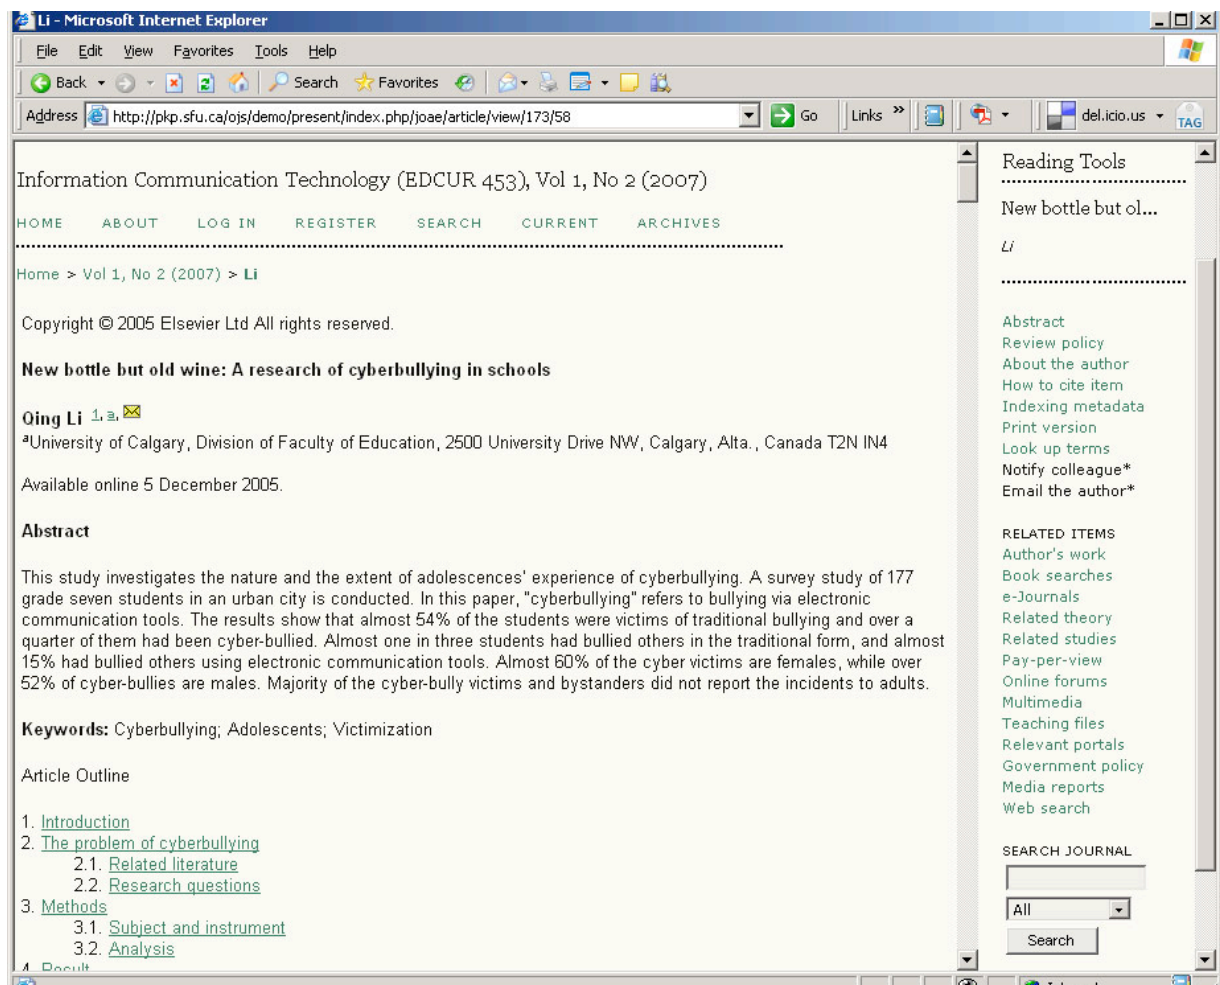 Li - Microsoft Internet Explorer
File Edit View Favorites Tools Help
Back Search Favorites
Address http://pkp.sfu.ca/ojs/demo/present/index.php/joae/article/view/173/58 Go Links » del.icio.us TAG
Information Communication Technology (EDCUR 453), Vol 1, No 2 (2007)
HOME ABOUT LOG IN REGISTER SEARCH CURRENT ARCHIVES
Home > Vol 1, No 2 (2007) > Li
Copyright © 2005 Elsevier Ltd All rights reserved.
New bottle but old wine: A research of cyberbullying in schools
Qing Li 1, a,
aUniversity of Calgary, Division of Faculty of Education, 2500 University Drive NW, Calgary, Alta., Canada T2N IN4
Available online 5 December 2005.
Abstract
This study investigates the nature and the extent of adolescences' experience of cyberbullying. A survey study of 177
grade seven students in an urban city is conducted. In this paper, "cyberbullying" refers to bullying via electronic
communication tools. The results show that almost 54% of the students were victims of traditional bullying and over a
quarter of them had been cyber-bullied. Almost one in three students had bullied others in the traditional form, and almost
15% had bullied others using electronic communication tools. Almost 60% of the cyber victims are females, while over
52% of cyber-bullies are males. Majority of the cyber-bully victims and bystanders did not report the incidents to adults.
Keywords: Cyberbullying; Adolescents; Victimization
Article Outline
1. Introduction
2. The problem of cyberbullying
2.1. Related literature
2.2. Research questions
3. Methods
3.1. Subject and instrument
3.2. Analysis
4. Result
Reading Tools
New bottle but ol...
Li
Abstract
Review policy
About the author
How to cite item
Indexing metadata
Print version
Look up terms
Notify colleague*
Email the author*
RELATED ITEMS
Author's work
Book searches
e-Journals
Related theory
Related studies
Pay-per-view
Online forums
Multimedia
Teaching files
Relevant portals
Government policy
Media reports
Web search
SEARCH JOURNAL
All
Search